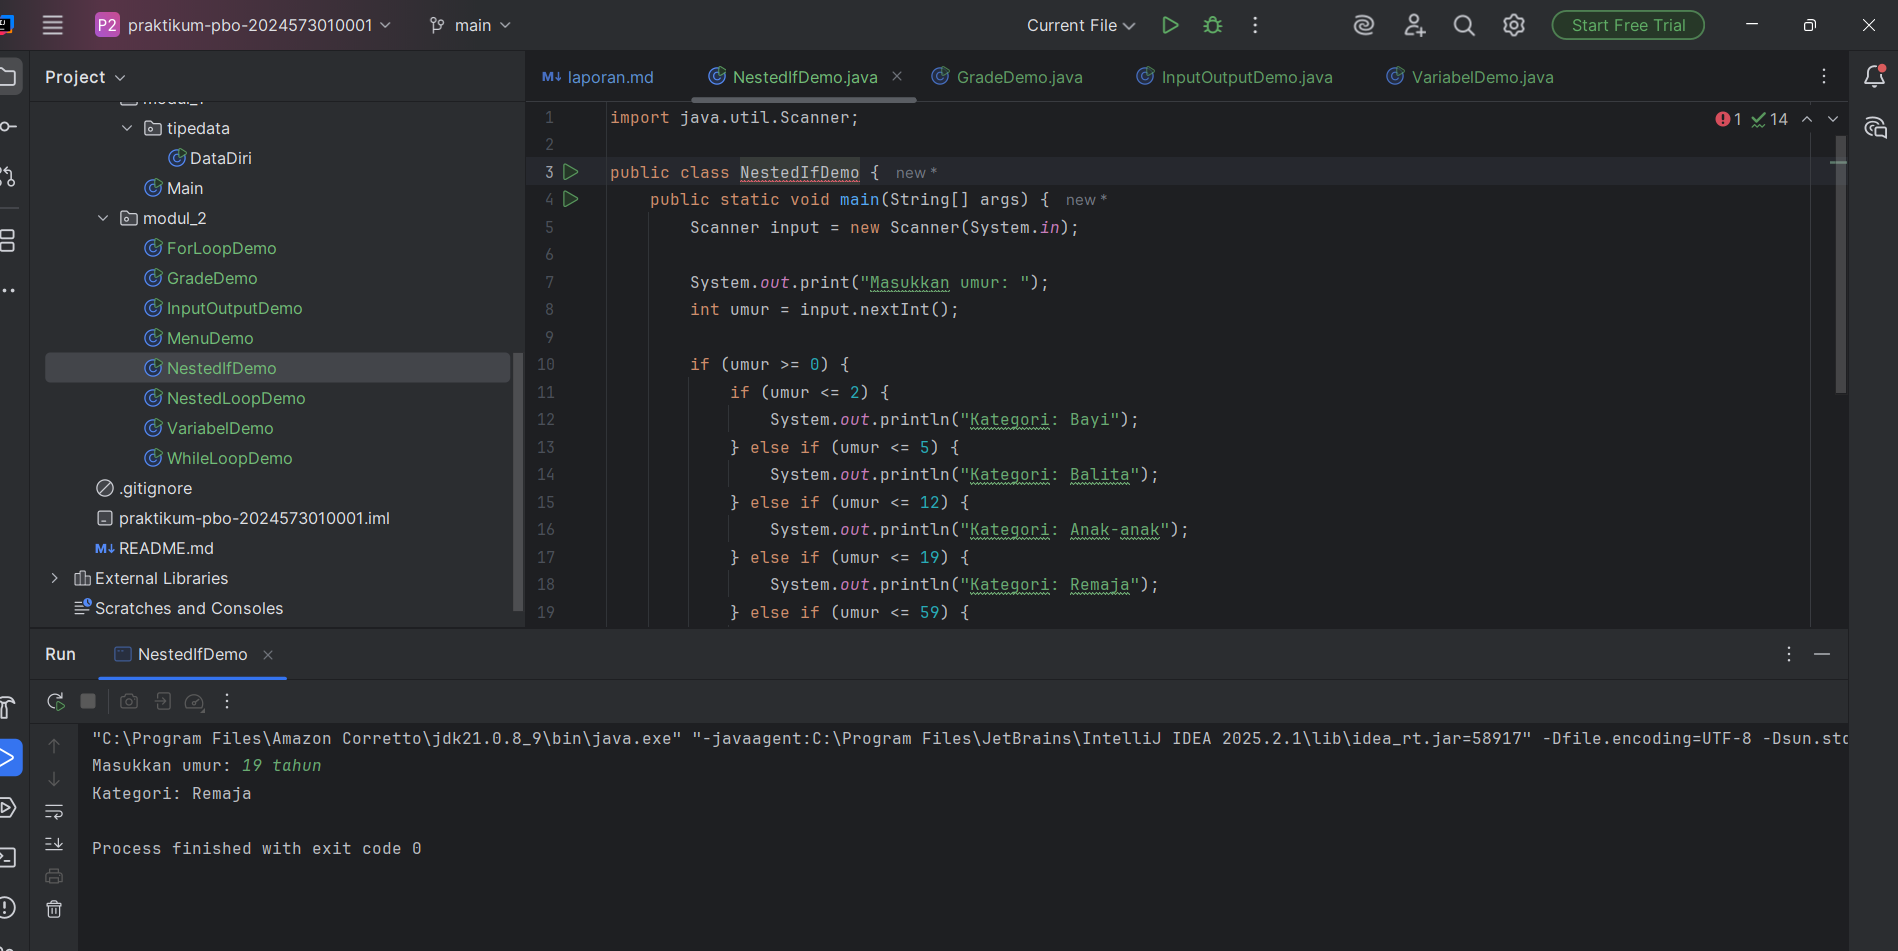 P2 praktikum-pbo-2024573010001 main Current File Start Free Trial
Project
tipedata
DataDiri
Main
modul_2
ForLoopDemo
GradeDemo
InputOutputDemo
MenuDemo
NestedIfDemo
NestedLoopDemo
VariabelDemo
WhileLoopDemo
.gitignore
praktikum-pbo-2024573010001.iml
M↓ README.md
External Libraries
Scratches and Consoles
M↓ laporan.md NestedIfDemo.java GradeDemo.java InputOutputDemo.java VariabelDemo.java
1 14
1 import java.util.Scanner;
2
3 public class NestedIfDemo { new *
4 public static void main(String[] args) { new *
5 Scanner input = new Scanner(System.in);
6
7 System.out.print("Masukkan umur: ");
8 int umur = input.nextInt();
9
10 if (umur >= 0) {
11 if (umur <= 2) {
12 System.out.println("Kategori: Bayi");
13 } else if (umur <= 5) {
14 System.out.println("Kategori: Balita");
15 } else if (umur <= 12) {
16 System.out.println("Kategori: Anak-anak");
17 } else if (umur <= 19) {
18 System.out.println("Kategori: Remaja");
19 } else if (umur <= 59) {
Run NestedIfDemo
"C:\Program Files\Amazon Corretto\jdk21.0.8_9\bin\java.exe" "-javaagent:C:\Program Files\JetBrains\IntelliJ IDEA 2025.2.1\lib\idea_rt.jar=58917" -Dfile.encoding=UTF-8 -Dsun.std
Masukkan umur: 19 tahun
Kategori: Remaja
Process finished with exit code 0